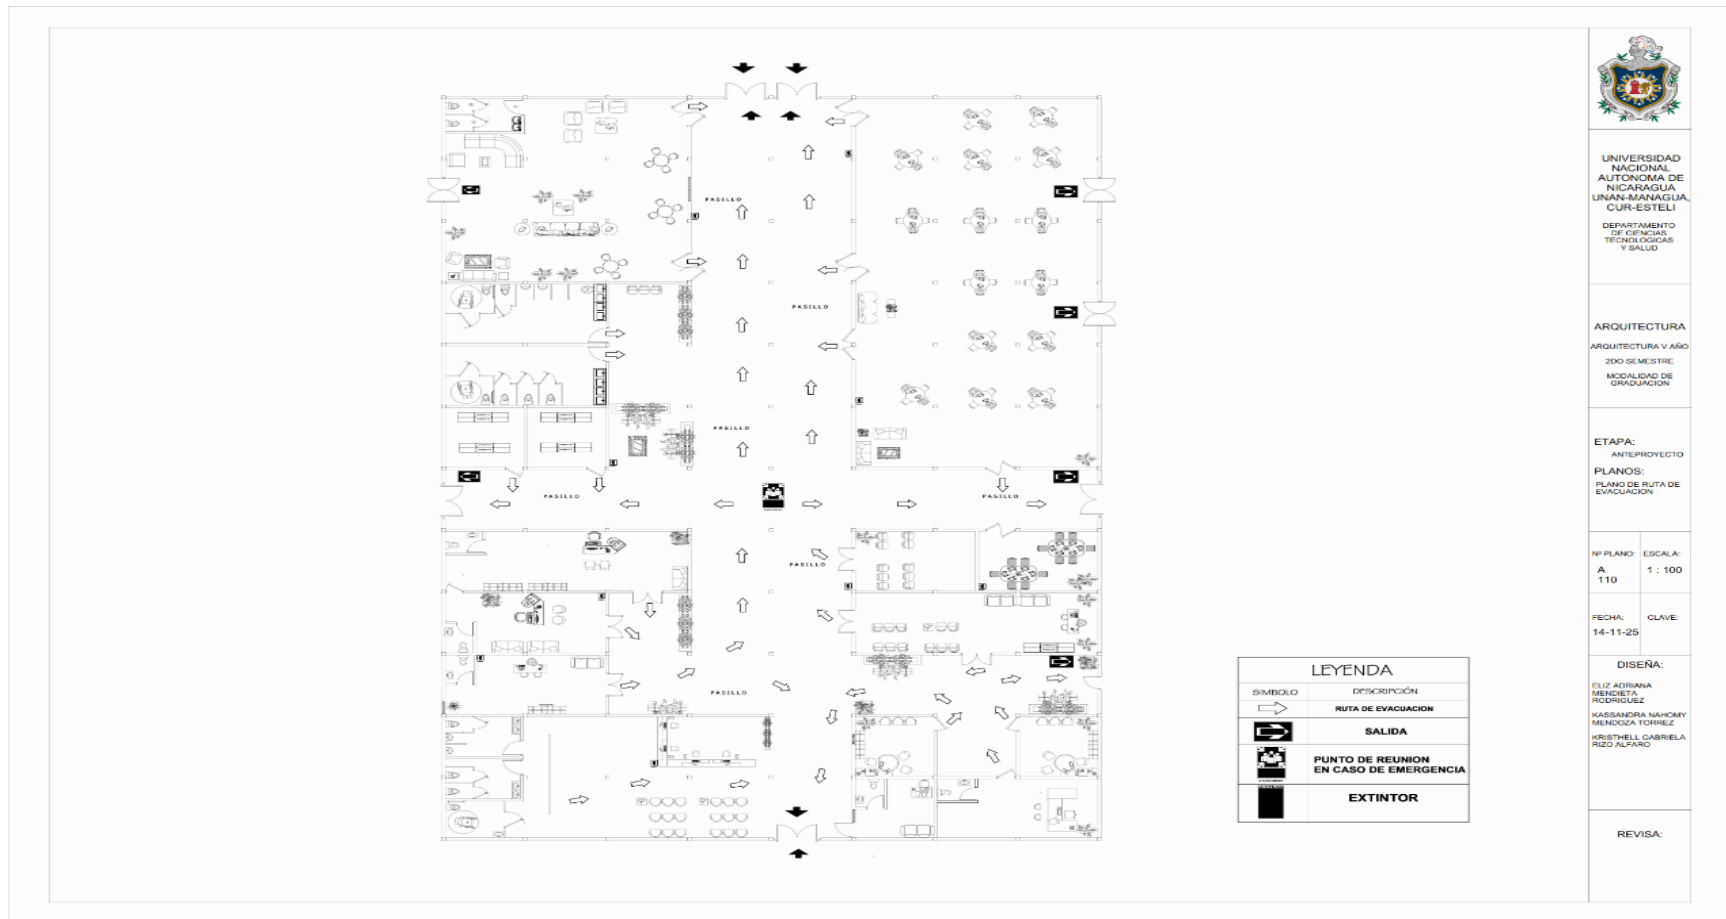 PASILLO
PASILLO
PASILLO
PASILLO
PASILLO
PASILLO
PASILLO
LEYENDA
SIMBOLO
DESCRIPCIÓN
RUTA DE EVACUACION
SALIDA
PUNTO DE REUNION
EN CASO DE EMERGENCIA
EXTINTOR
UNIVERSIDAD
NACIONAL
AUTONOMA DE
NICARAGUA
UNAN-MANAGUA,
CUR-ESTELI
DEPARTAMENTO
DE CIENCIAS
TECNOLOGICAS
Y SALUD
ARQUITECTURA
ARQUITECTURA V AÑO
2DO SEMESTRE
MODALIDAD DE
GRADUACION
ETAPA:
ANTEPROYECTO
PLANOS:
PLANO DE RUTA DE
EVACUACION
Nº PLANO:
A
110
ESCALA:
1 : 100
FECHA:
14-11-25
CLAVE:
DISEÑA:
ELIZ ADRIANA
MENDIETA
RODRIGUEZ
KASSANDRA NAHOMY
MENDOZA TORREZ
KRISTHELL GABRIELA
RIZO ALFARO
REVISA: